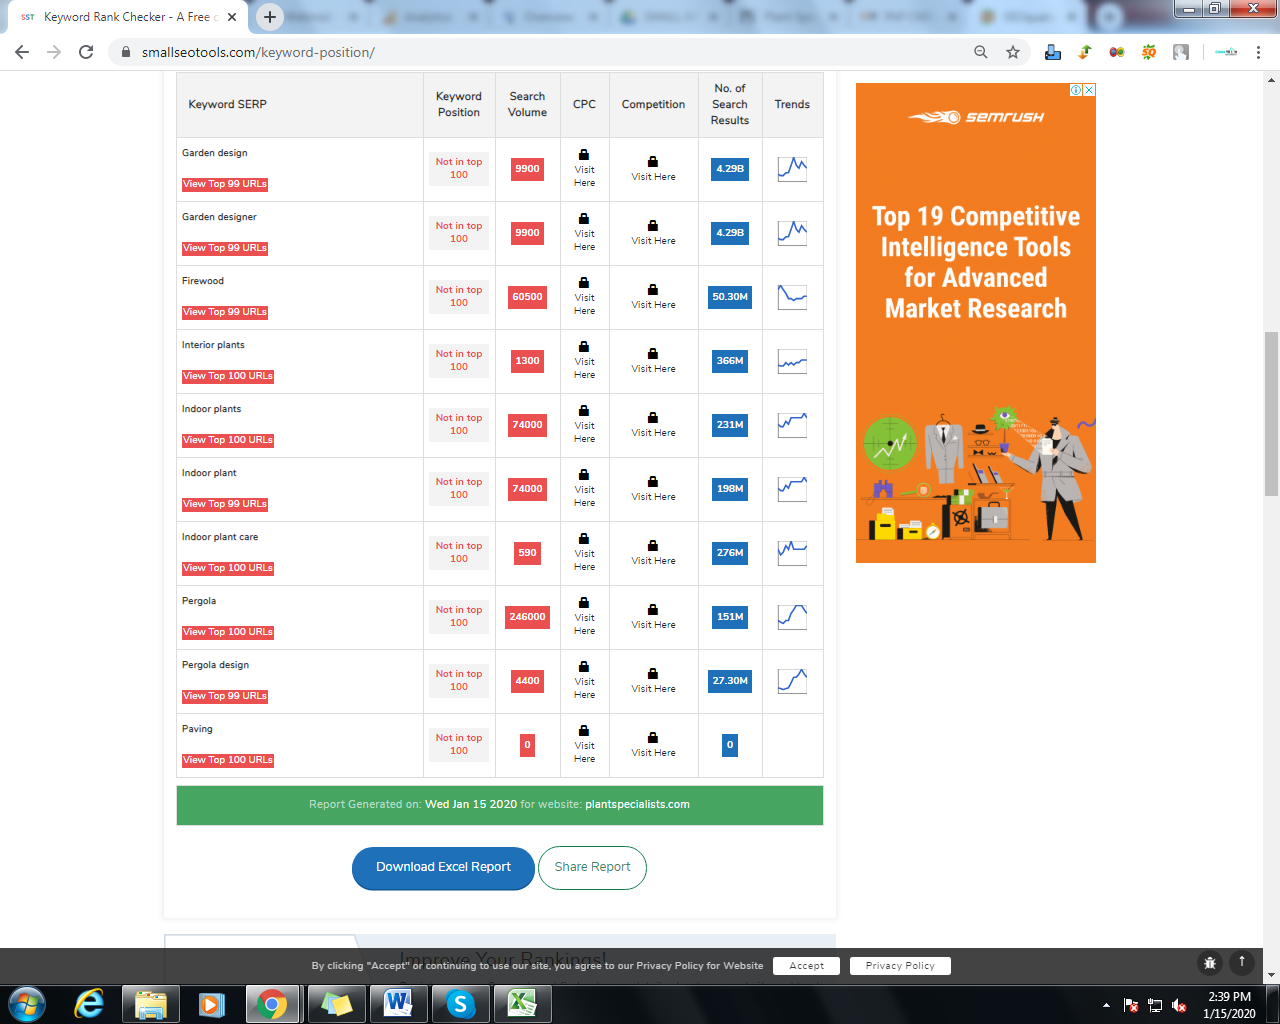 SST Keyword Rank Checker - A Free
smallseotools.com/keyword-position/
Keyword SERP
Keyword Position
Search Volume
CPC
Competition
No. of Search Results
Trends
Garden design
View Top 99 URLs
Not in top 100
9900
Visit Here
Visit Here
4.29B
Garden designer
View Top 99 URLs
Not in top 100
9900
Visit Here
Visit Here
4.29B
Firewood
View Top 99 URLs
Not in top 100
60500
Visit Here
Visit Here
50.30M
Interior plants
View Top 100 URLs
Not in top 100
1300
Visit Here
Visit Here
366M
Indoor plants
View Top 100 URLs
Not in top 100
74000
Visit Here
Visit Here
231M
Indoor plant
View Top 99 URLs
Not in top 100
74000
Visit Here
Visit Here
198M
Indoor plant care
View Top 100 URLs
Not in top 100
590
Visit Here
Visit Here
276M
Pergola
View Top 100 URLs
Not in top 100
246000
Visit Here
Visit Here
151M
Pergola design
View Top 99 URLs
Not in top 100
4400
Visit Here
Visit Here
27.30M
Paving
View Top 100 URLs
Not in top 100
0
Visit Here
Visit Here
0
Report Generated on: Wed Jan 15 2020 for website: plantspecialists.com
Download Excel Report
Share Report
semrush
Top 19 Competitive
Intelligence Tools
for Advanced
Market Research
Improve Your Rankings!
By clicking "Accept" or continuing to use our site, you agree to our Privacy Policy for Website
Accept
Privacy Policy
2:39 PM
1/15/2020